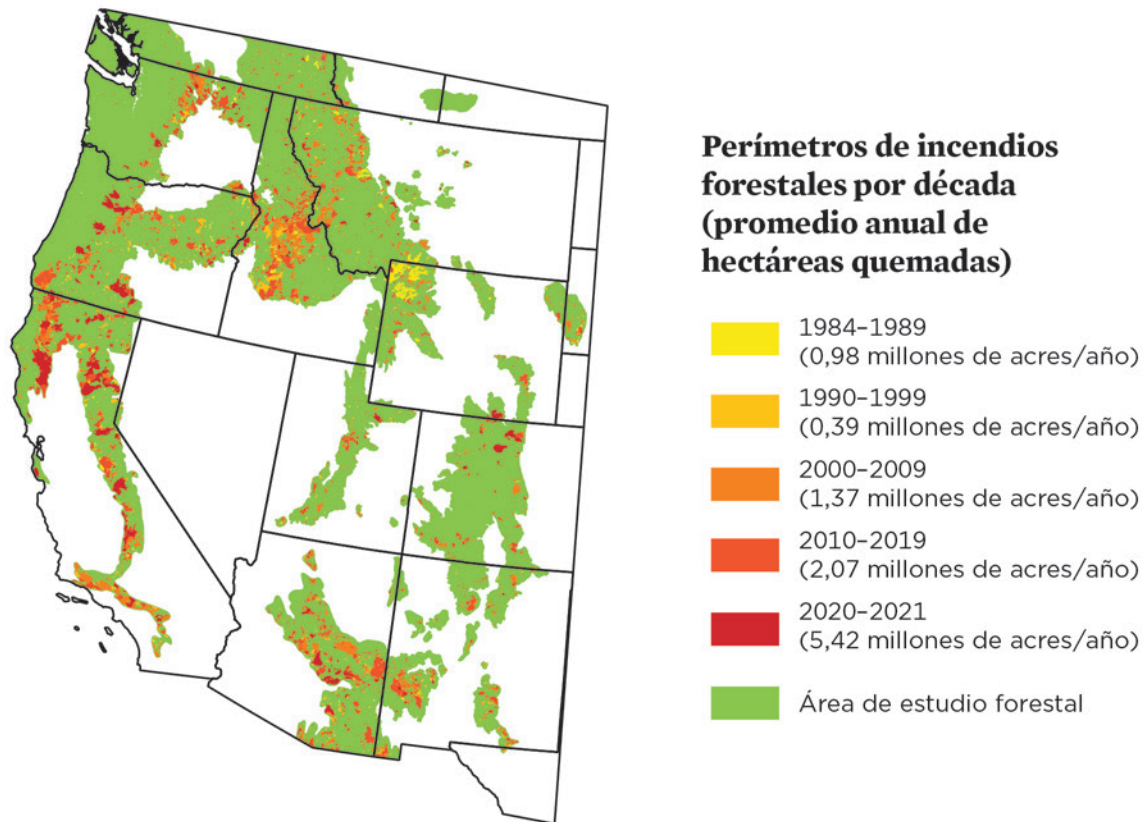 Perímetros de incendios
forestales por década
(promedio anual de
hectáreas quemadas)
1984–1989
(0,98 millones de acres/año)
1990–1999
(0,39 millones de acres/año)
2000–2009
(1,37 millones de acres/año)
2010–2019
(2,07 millones de acres/año)
2020–2021
(5,42 millones de acres/año)
Área de estudio forestal